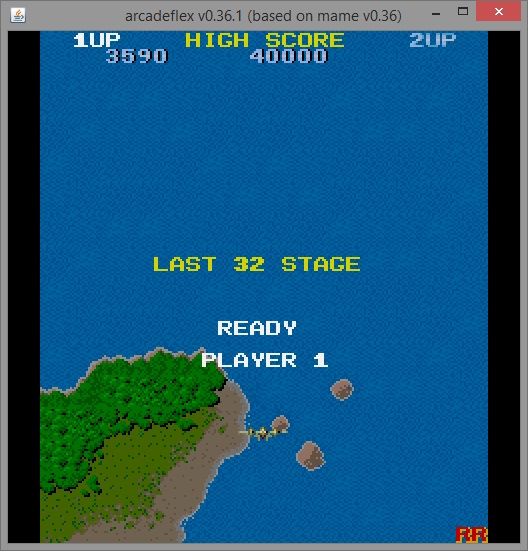 arcadeflex v0.36.1 (based on mame v0.36)
1UP HIGH SCORE 2UP
3590 40000
LAST 32 STAGE
READY
PLAYER 1
RR